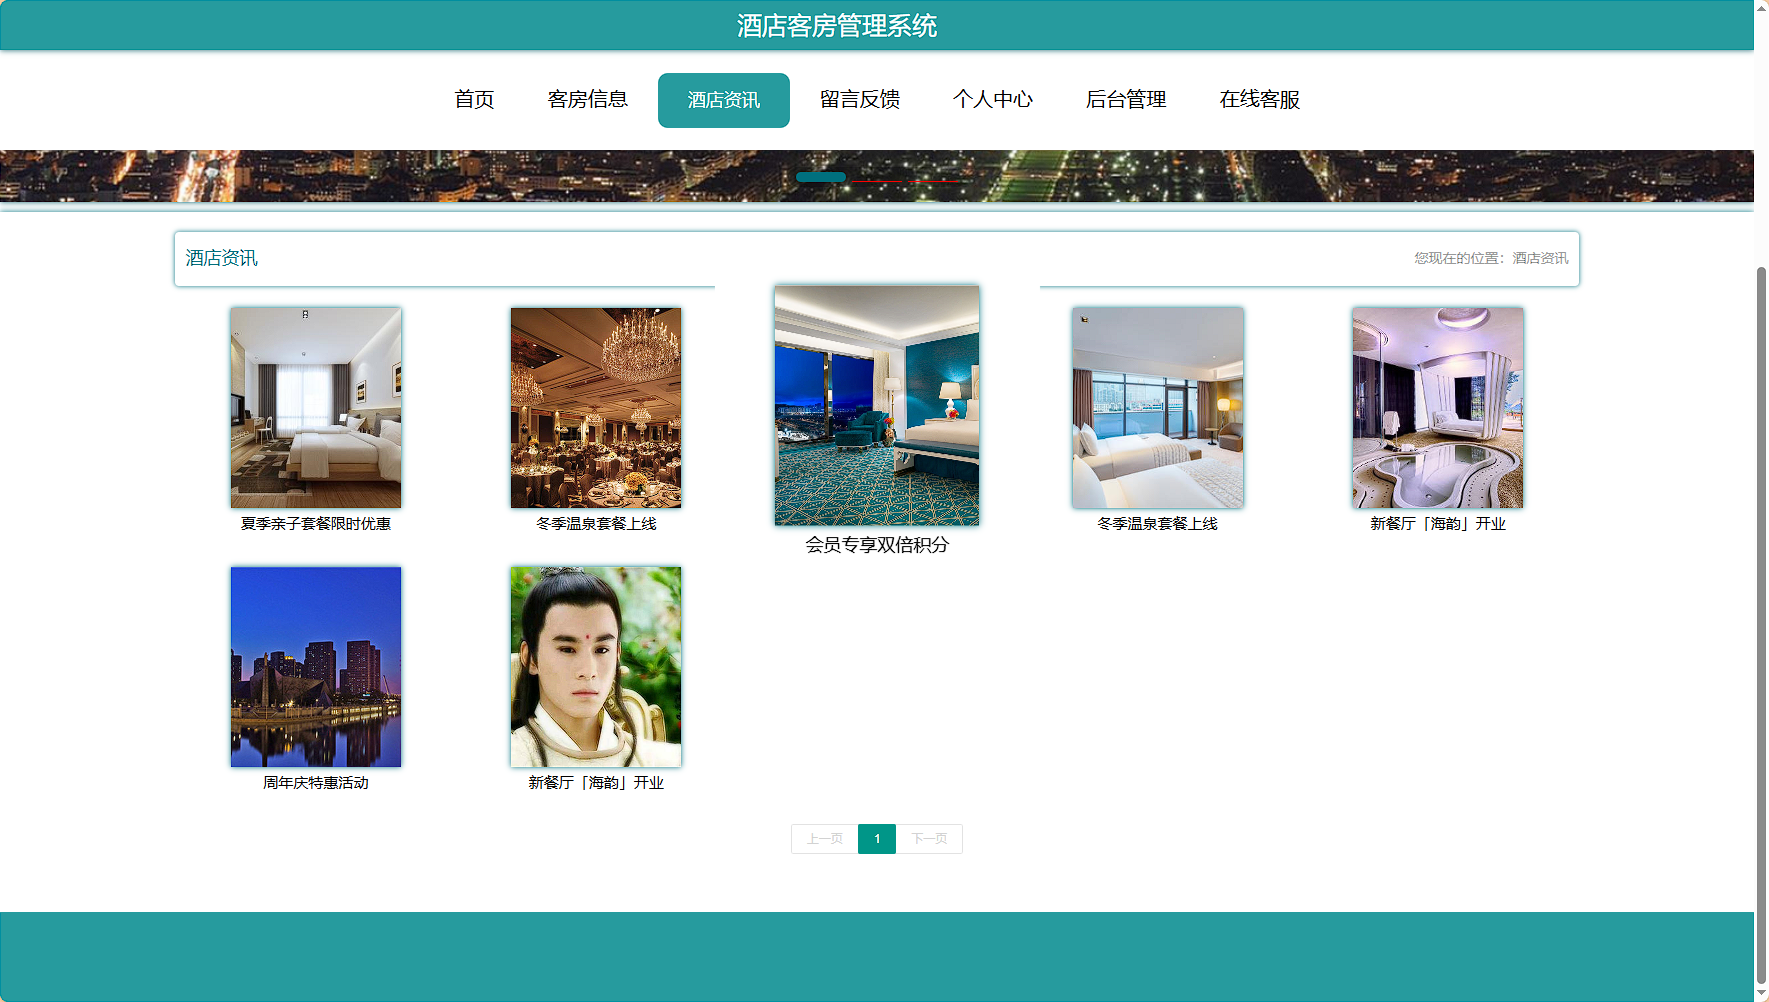 酒店客房管理系统
首页 客房信息 酒店资讯 留言反馈 个人中心 后台管理 在线客服
酒店资讯
您现在的位置：酒店资讯
夏季亲子套餐限时优惠
冬季温泉套餐上线
会员专享双倍积分
冬季温泉套餐上线
新餐厅「海韵」开业
周年庆特惠活动
新餐厅「海韵」开业
上一页 1 下一页